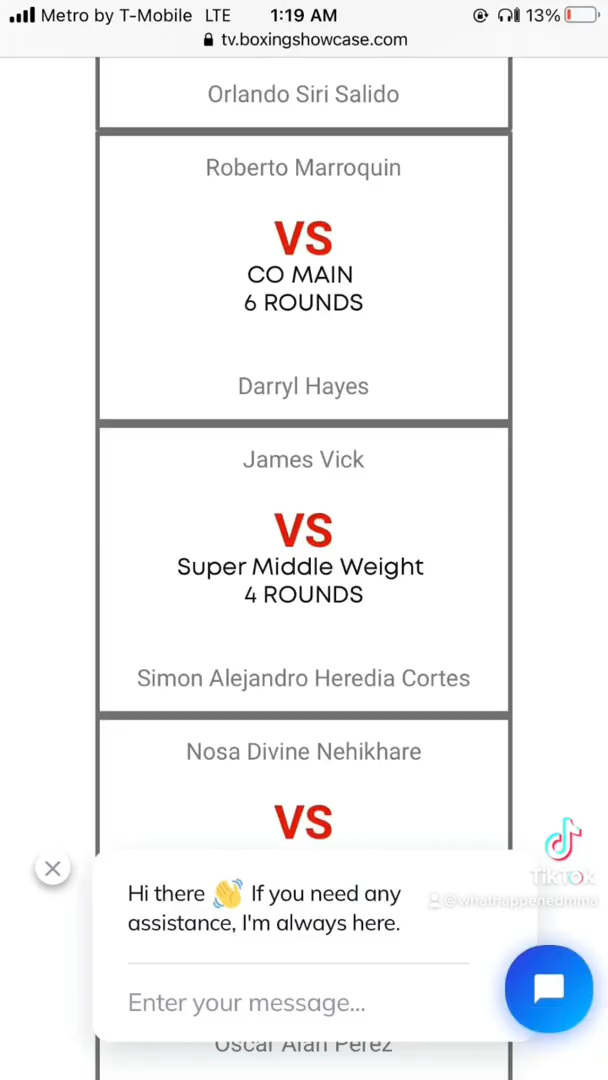 Metro by T-Mobile LTE 1:19 AM 13%
tv.boxingshowcase.com
Orlando Siri Salido
Roberto Marroquin
VS
CO MAIN
6 ROUNDS
Darryl Hayes
James Vick
VS
Super Middle Weight
4 ROUNDS
Simon Alejandro Heredia Cortes
Nosa Divine Nehikhare
VS
Hi there 👋 If you need any
assistance, I'm always here.
TikTok
@whathappenedmma
Enter your message...
Oscar Alan Perez